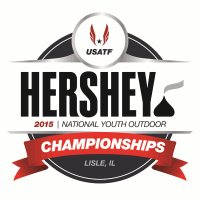 USATF
HERSHEY
2015 | NATIONAL YOUTH OUTDOOR
CHAMPIONSHIPS
LISLE, IL